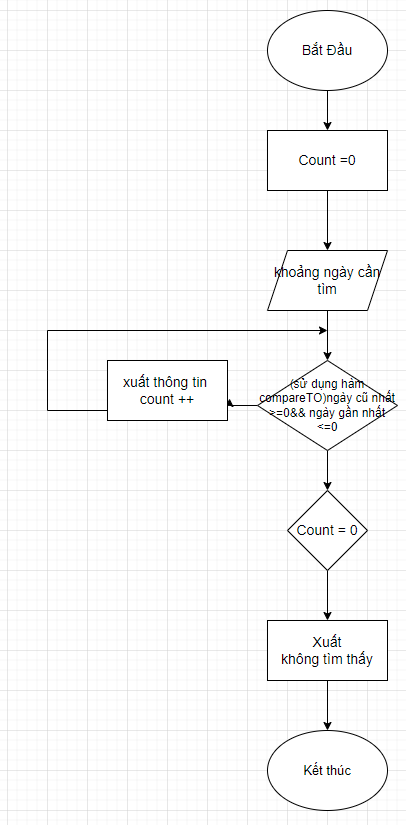 Bắt Đầu
Count =0
khoảng ngày cần
tìm
xuất thông tin
count ++
(sử dụng hàm
compareTO)ngày cũ nhất
>=0&& ngày gần nhất
<=0
Count = 0
Xuất
không tìm thấy
Kết thúc